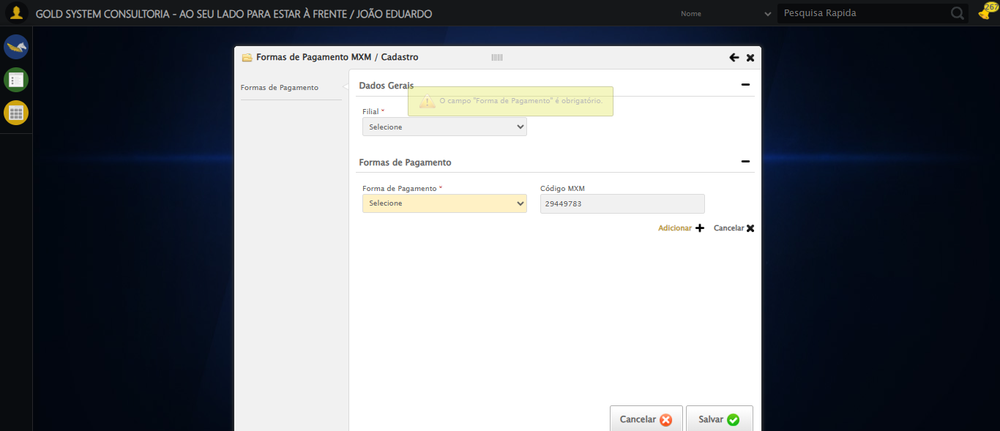 GOLD SYSTEM CONSULTORIA - AO SEU LADO PARA ESTAR À FRENTE / JOÃO EDUARDO
Nome
Pesquisa Rapida
267
Formas de Pagamento MXM / Cadastro
Formas de Pagamento
Dados Gerais
O campo "Forma de Pagamento" é obrigatório.
Filial *
Selecione
Formas de Pagamento
Forma de Pagamento * Código MXM
Selecione 29449783
Adicionar Cancelar
Cancelar Salvar